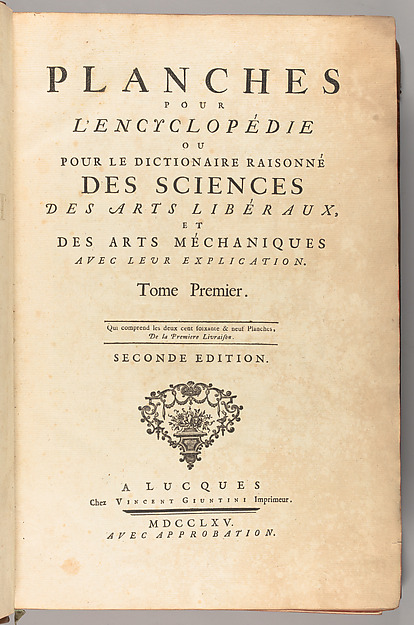 PLANCHES
POUR
L'ENCYCLOPÉDIE
OU
POUR LE DICTIONAIRE RAISONNÉ
DES SCIENCES
DES ARTS LIBÉRAUX,
ET
DES ARTS MÉCHANIQUES
AVEC LEUR EXPLICATION.
Tome Premier.
Qui comprend les deux cent ſoixante & neuf Planches,
De la Premiere Livraiſon.
SECONDE EDITION.
A LUCQUES
Chez VINCENT GIUNTINI Imprimeur.
MDCCLXV.
AVEC APPROBATION.